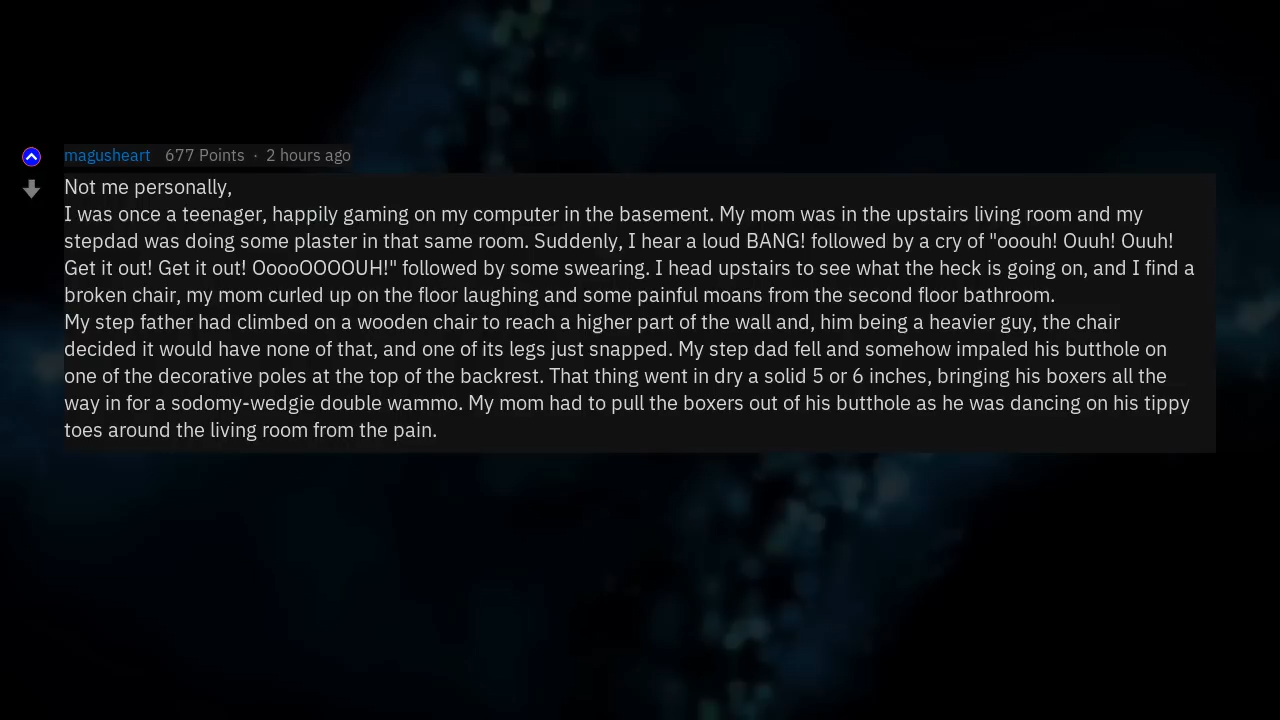 magusheart 677 Points · 2 hours ago
Not me personally,
I was once a teenager, happily gaming on my computer in the basement. My mom was in the upstairs living room and my
stepdad was doing some plaster in that same room. Suddenly, I hear a loud BANG! followed by a cry of "ooouh! Ouuh! Ouuh!
Get it out! Get it out! OoooOOOOUH!" followed by some swearing. I head upstairs to see what the heck is going on, and I find a
broken chair, my mom curled up on the floor laughing and some painful moans from the second floor bathroom.
My step father had climbed on a wooden chair to reach a higher part of the wall and, him being a heavier guy, the chair
decided it would have none of that, and one of its legs just snapped. My step dad fell and somehow impaled his butthole on
one of the decorative poles at the top of the backrest. That thing went in dry a solid 5 or 6 inches, bringing his boxers all the
way in for a sodomy-wedgie double wammo. My mom had to pull the boxers out of his butthole as he was dancing on his tippy
toes around the living room from the pain.